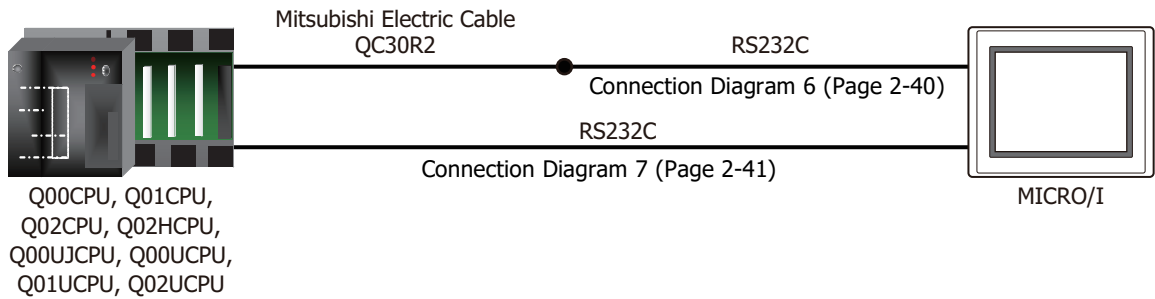 Mitsubishi Electric Cable
QC30R2
RS232C
Connection Diagram 6 (Page 2-40)
RS232C
Connection Diagram 7 (Page 2-41)
Q00CPU, Q01CPU,
Q02CPU, Q02HCPU,
Q00UJCPU, Q00UCPU,
Q01UCPU, Q02UCPU
MICRO/I